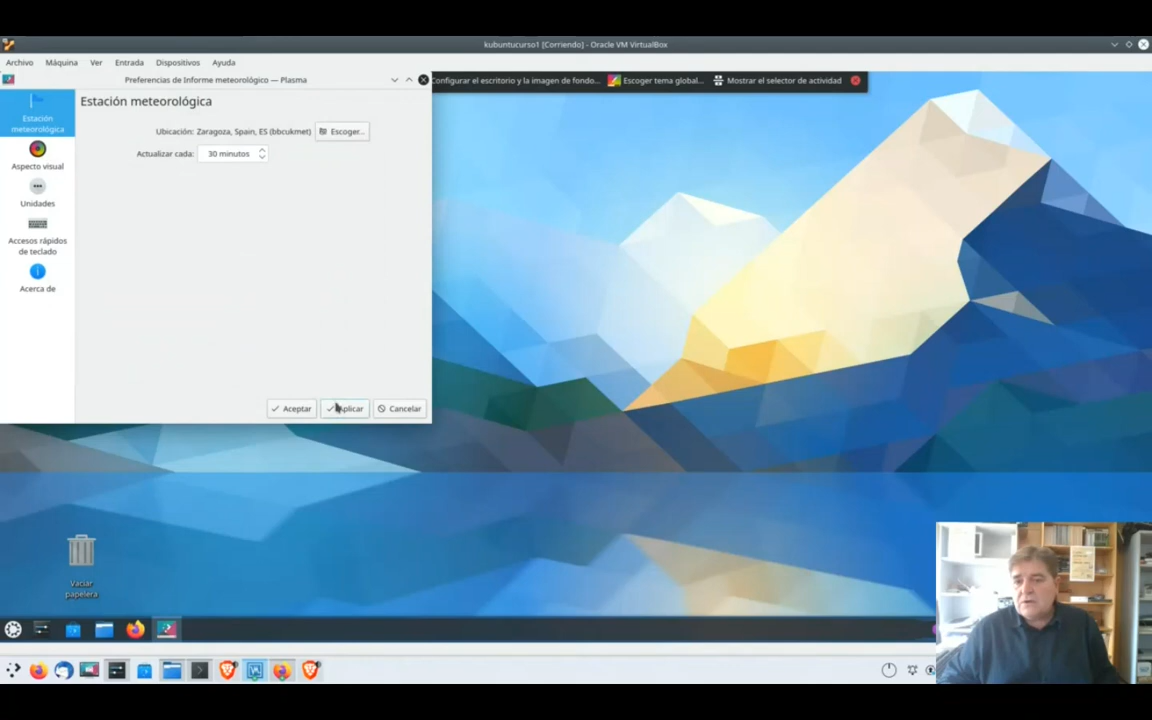 kubuntucurso1 [Corriendo] - Oracle VM VirtualBox
Archivo Máquina Ver Entrada Dispositivos Ayuda
Preferencias de Informe meteorológico — Plasma
Configurar el escritorio y la imagen de fondo... Escoger tema global... Mostrar el selector de actividad
Estación
meteorológica
Aspecto visual
Unidades
Accesos rápidos
de teclado
Acerca de
Estación meteorológica
Ubicación: Zaragoza, Spain, ES (bbcukmet) Escoger...
Actualizar cada: 30 minutos
Aceptar Aplicar Cancelar
Vaciar
papelera